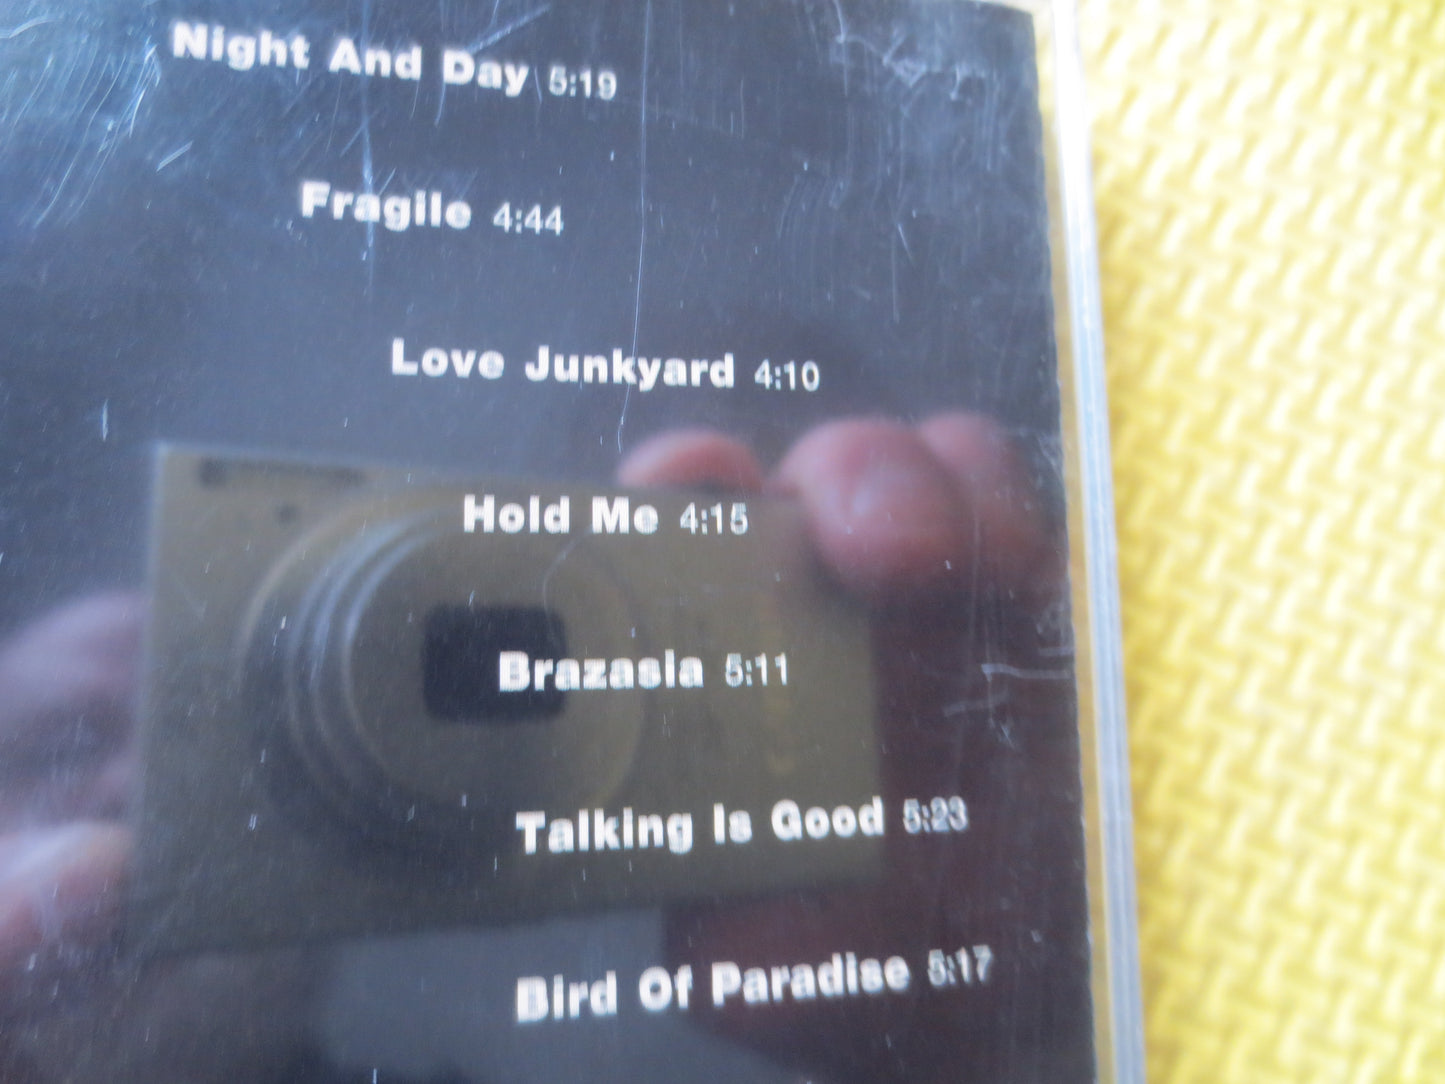 Night And Day 5:19
Fragile 4:44
Love Junkyard 4:10
Hold Me 4:15
Brazasia 5:11
Talking Is Good 5:23
Bird Of Paradise 5:17